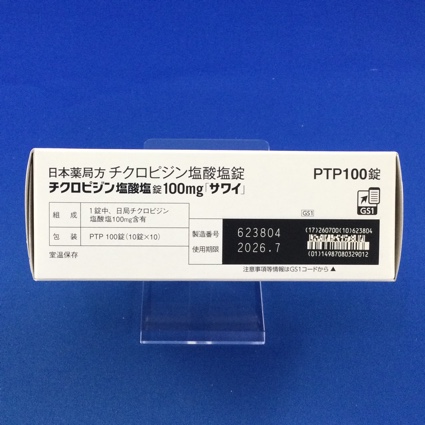 日本薬局方 チクロピジン塩酸塩錠
チクロピジン塩酸塩錠100mg「サワイ」
PTP100錠
GS1
組成 1錠中、日局チクロピジン
塩酸塩100mg含有
包装 PTP 100錠(10錠×10)
室温保存
GS1
製造番号 623804
使用期限 2026.7
(17)260700(10)623804
(01)14987080329012
注意事項等情報はGS1コードから▲